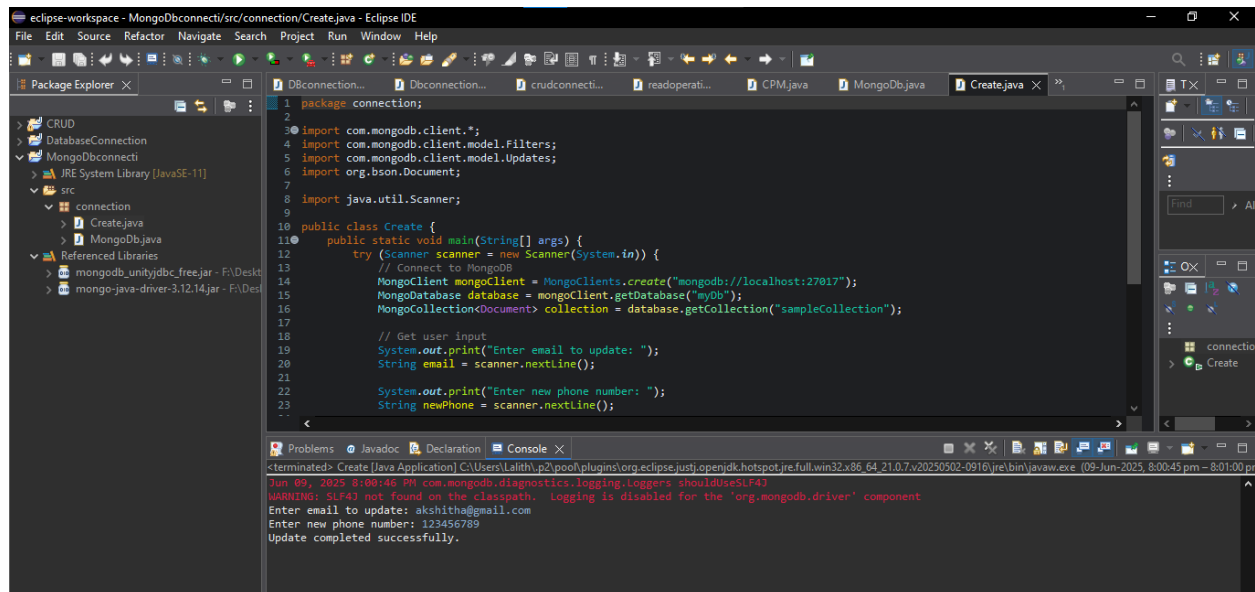 eclipse-workspace - MongoDbconnecti/src/connection/Create.java - Eclipse IDE
File Edit Source Refactor Navigate Search Project Run Window Help
Package Explorer
CRUD
DatabaseConnection
MongoDbconnecti
JRE System Library [JavaSE-11]
src
connection
Create.java
MongoDb.java
Referenced Libraries
mongodb_unityjdbc_free.jar - F:\Deskt
mongo-java-driver-3.12.14.jar - F:\Desl
DBconnection... Dbconnection... crudconnecti... readoperati... CPM.java MongoDb.java Create.java
1 package connection;
2
3 import com.mongodb.client.*;
4 import com.mongodb.client.model.Filters;
5 import com.mongodb.client.model.Updates;
6 import org.bson.Document;
7
8 import java.util.Scanner;
9
10 public class Create {
11 public static void main(String[] args) {
12 try (Scanner scanner = new Scanner(System.in)) {
13 // Connect to MongoDB
14 MongoClient mongoClient = MongoClients.create("mongodb://localhost:27017");
15 MongoDatabase database = mongoClient.getDatabase("myDb");
16 MongoCollection<Document> collection = database.getCollection("sampleCollection");
17
18 // Get user input
19 System.out.print("Enter email to update: ");
20 String email = scanner.nextLine();
21
22 System.out.print("Enter new phone number: ");
23 String newPhone = scanner.nextLine();
T
Find Al
O
connectio
Create
Problems Javadoc Declaration Console
<terminated> Create [Java Application] C:\Users\Lalith\.p2\pool\plugins\org.eclipse.justj.openjdk.hotspot.jre.full.win32.x86_64_21.0.7.v20250502-0916\jre\bin\javaw.exe (09-Jun-2025, 8:00:45 pm – 8:01:00 pr
Jun 09, 2025 8:00:46 PM com.mongodb.diagnostics.logging.Loggers shouldUseSLF4J
WARNING: SLF4J not found on the classpath. Logging is disabled for the 'org.mongodb.driver' component
Enter email to update: akshitha@gmail.com
Enter new phone number: 123456789
Update completed successfully.